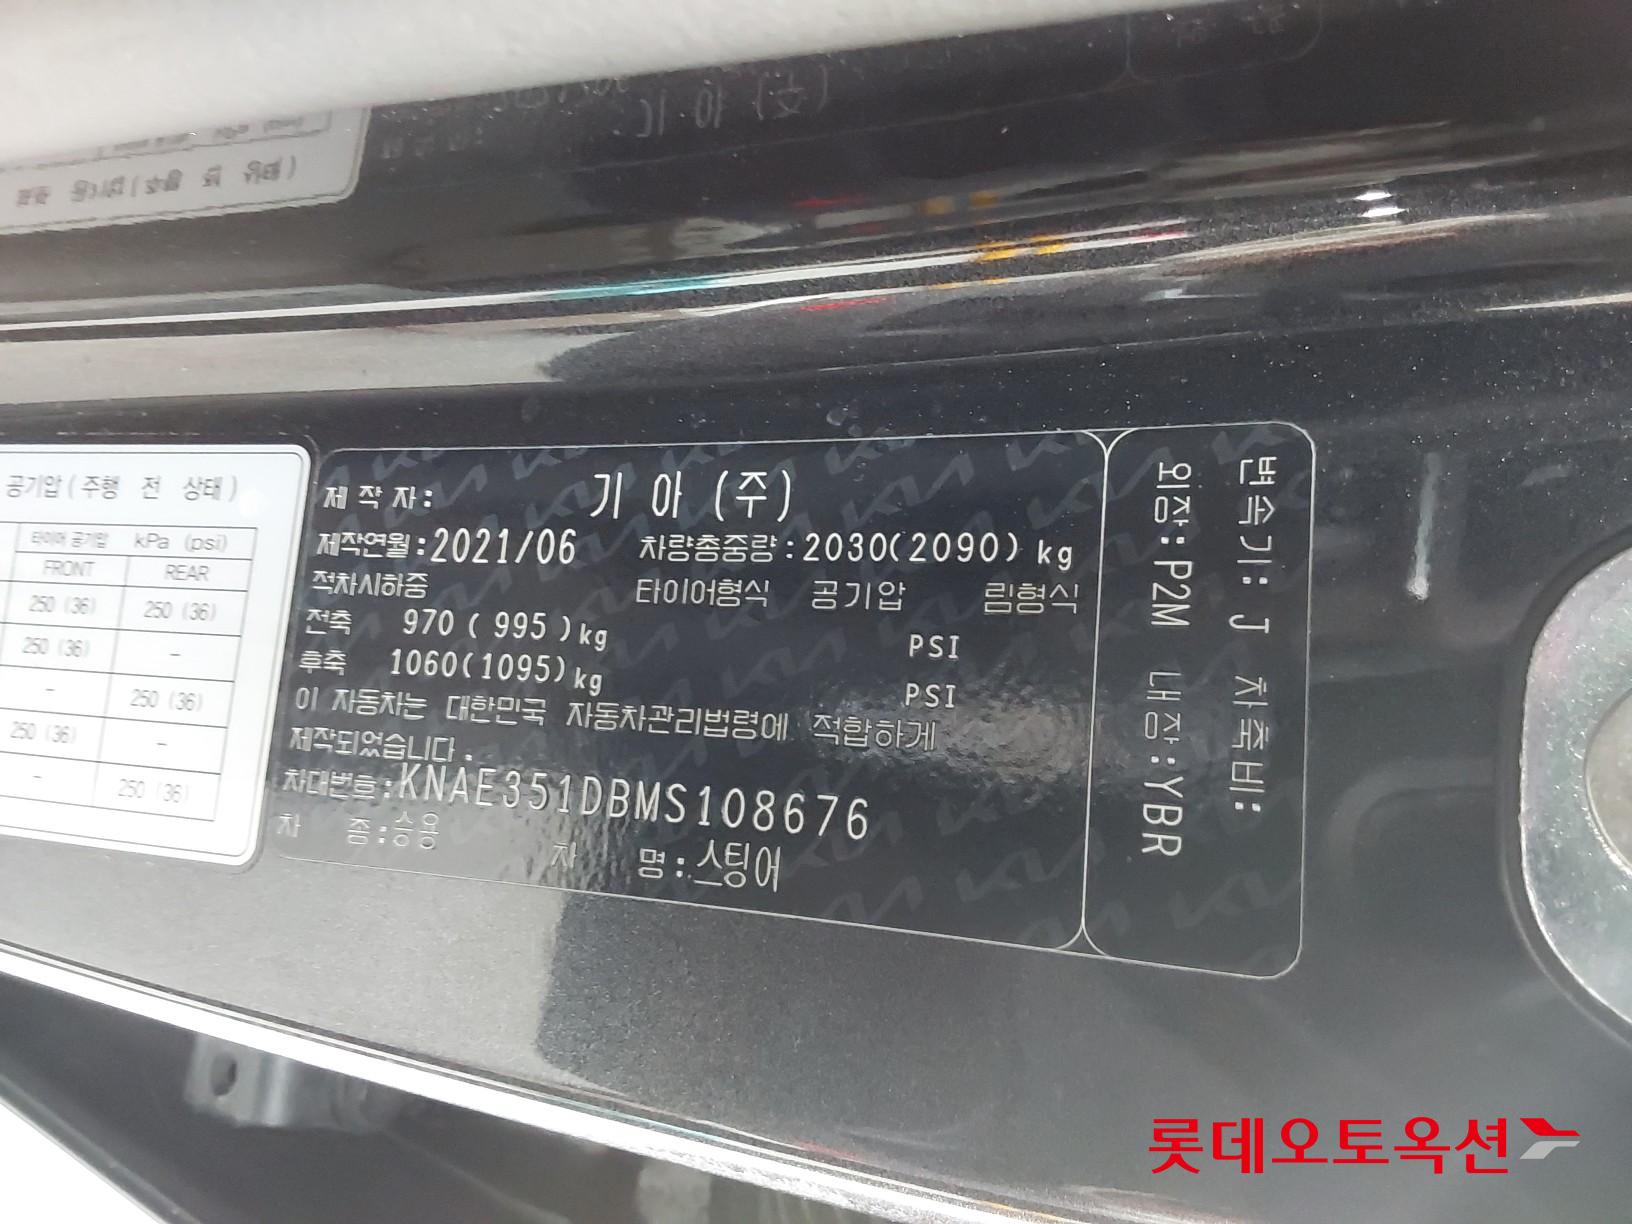 공기압(주행 전 상태)
타이어 공기압 kPa (psi)
FRONT REAR
250 (36) 250 (36)
250 (36) -
- 250 (36)
250 (36) -
- 250 (36)
제작자: 기아(주)
제작연월:2021/06 차량총중량:2030(2090) kg
적차시하중 타이어형식 공기압 림형식
전축 970 ( 995 )kg PSI
후축 1060(1095)kg PSI
이 자동차는 대한민국 자동차관리법령에 적합하게
제작되었습니다.
차대번호:KNAE351DBMS108676
차 종:승용 차 명:스팅어
변속기: J 차축비:
외장:P2M 내장:YBR
롯데오토옥션